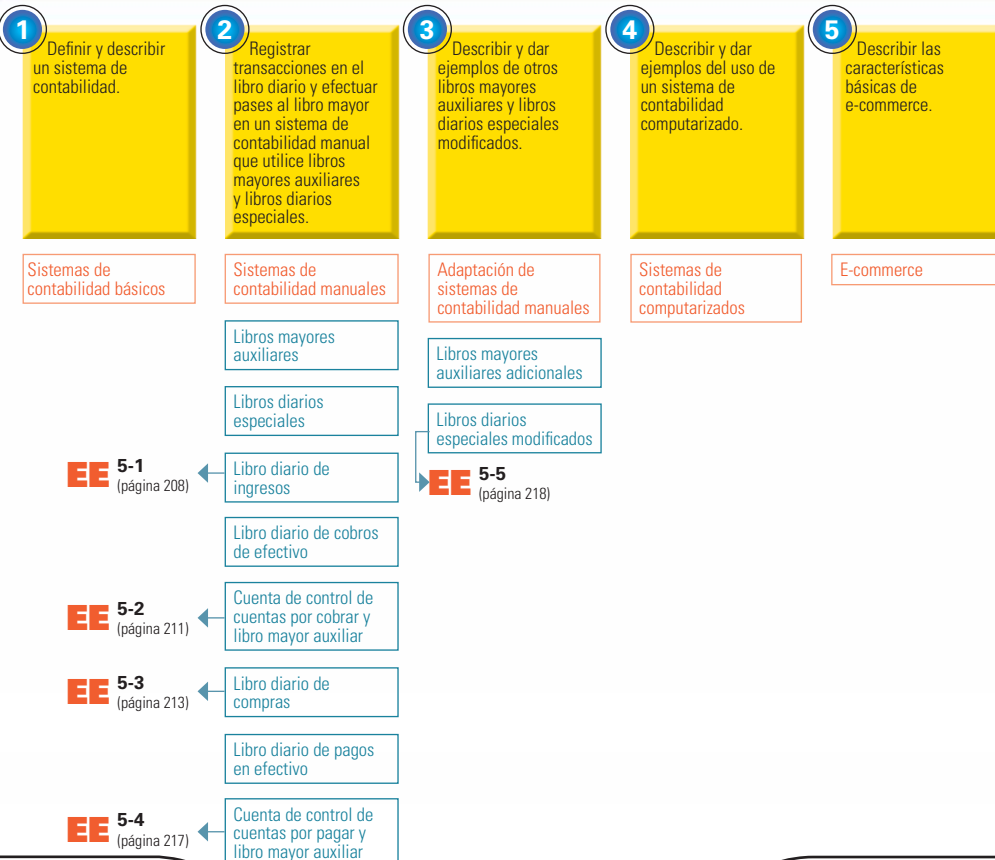 1
Definir y describir
un sistema de
contabilidad.
2
Registrar
transacciones en el
libro diario y efectuar
pases al libro mayor
en un sistema de
contabilidad manual
que utilice libros
mayores auxiliares
y libros diarios
especiales.
3
Describir y dar
ejemplos de otros
libros mayores
auxiliares y libros
diarios especiales
modificados.
4
Describir y dar
ejemplos del uso de
un sistema de
contabilidad
computarizado.
5
Describir las
características
básicas de
e-commerce.
Sistemas de
contabilidad básicos
Sistemas de
contabilidad manuales
Adaptación de
sistemas de
contabilidad manuales
Sistemas de
contabilidad
computarizados
E-commerce
Libros mayores
auxiliares
Libros diarios
especiales
EE 5-1
(página 208)
Libro diario de
ingresos
Libro diario de cobros
de efectivo
EE 5-2
(página 211)
Cuenta de control de
cuentas por cobrar y
libro mayor auxiliar
EE 5-3
(página 213)
Libro diario de
compras
Libro diario de pagos
en efectivo
EE 5-4
(página 217)
Cuenta de control de
cuentas por pagar y
libro mayor auxiliar
Libros mayores
auxiliares adicionales
Libros diarios
especiales modificados
EE 5-5
(página 218)